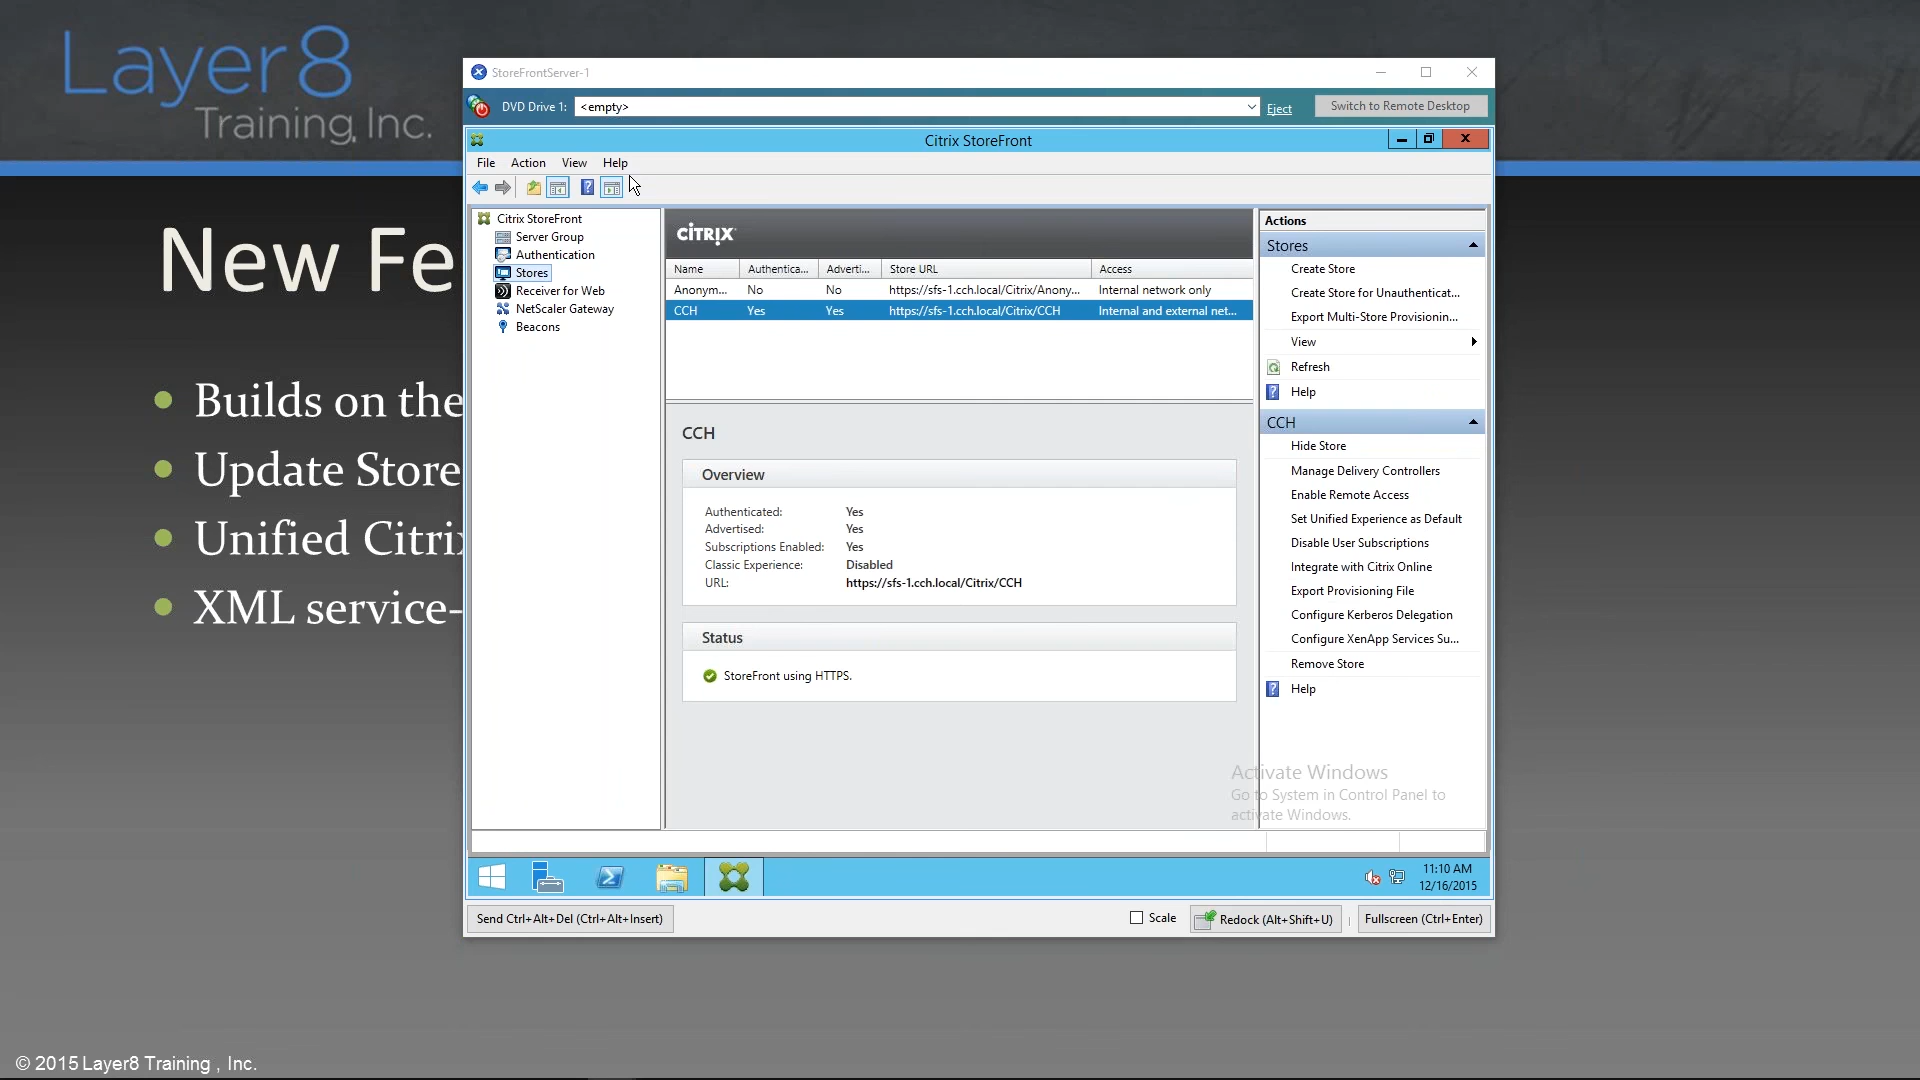 Layer8
Training, Inc.
New Fe
Builds on the
Update Store
Unified Citri
XML service-
© 2015 Layer8 Training , Inc.
StoreFrontServer-1
DVD Drive 1:
<empty>
Eject
Switch to Remote Desktop
Citrix StoreFront
File Action View Help
Citrix StoreFront
Server Group
Authentication
Stores
Receiver for Web
NetScaler Gateway
Beacons
CITRIX
Name Authentica... Adverti... Store URL Access
Anonym... No No https://sfs-1.cch.local/Citrix/Anony... Internal network only
CCH Yes Yes https://sfs-1.cch.local/Citrix/CCH Internal and external net...
CCH
Overview
Authenticated: Yes
Advertised: Yes
Subscriptions Enabled: Yes
Classic Experience: Disabled
URL: https://sfs-1.cch.local/Citrix/CCH
Status
StoreFront using HTTPS.
Actions
Stores
Create Store
Create Store for Unauthenticat...
Export Multi-Store Provisionin...
View
Refresh
Help
CCH
Hide Store
Manage Delivery Controllers
Enable Remote Access
Set Unified Experience as Default
Disable User Subscriptions
Integrate with Citrix Online
Export Provisioning File
Configure Kerberos Delegation
Configure XenApp Services Su...
Remove Store
Help
Activate Windows
Go to System in Control Panel to
activate Windows.
11:10 AM
12/16/2015
Send Ctrl+Alt+Del (Ctrl+Alt+Insert)
Scale
Redock (Alt+Shift+U)
Fullscreen (Ctrl+Enter)